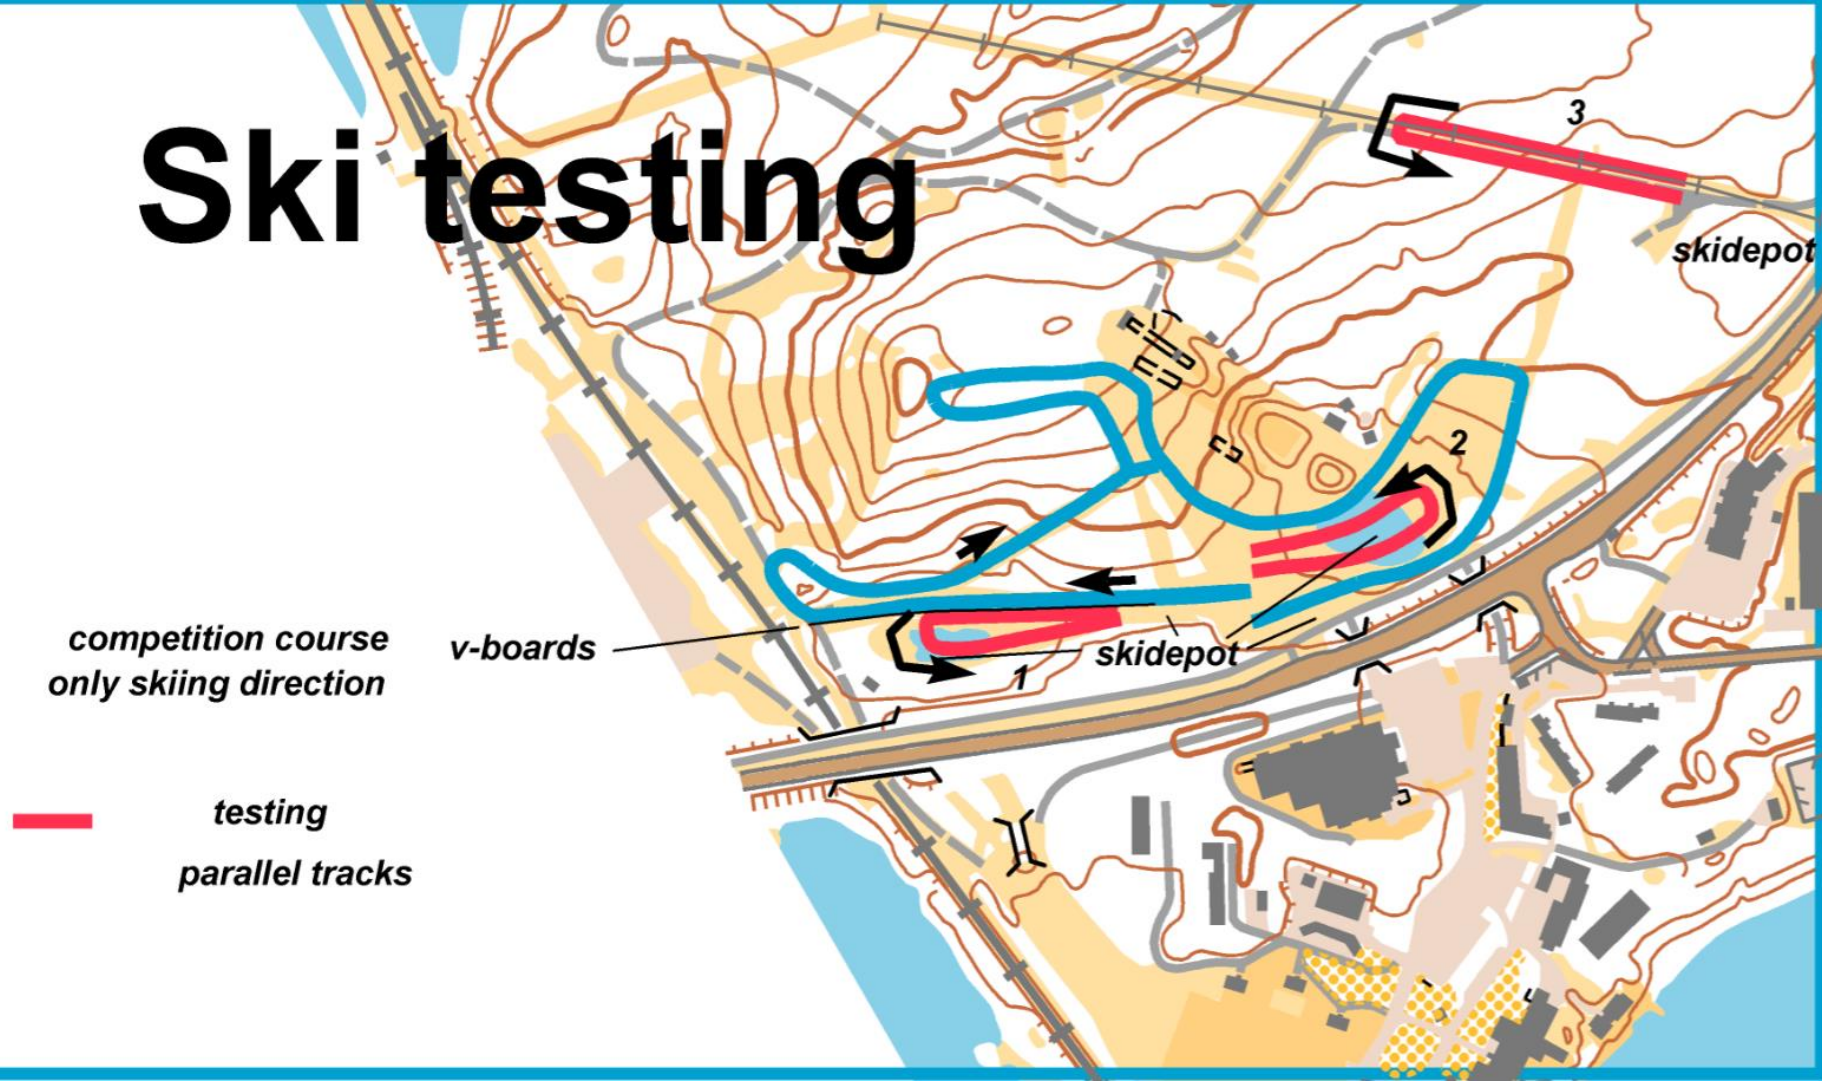 Ski testing
3
skidepot
2
competition course
only skiing direction
v-boards
skidepot
1
testing
parallel tracks